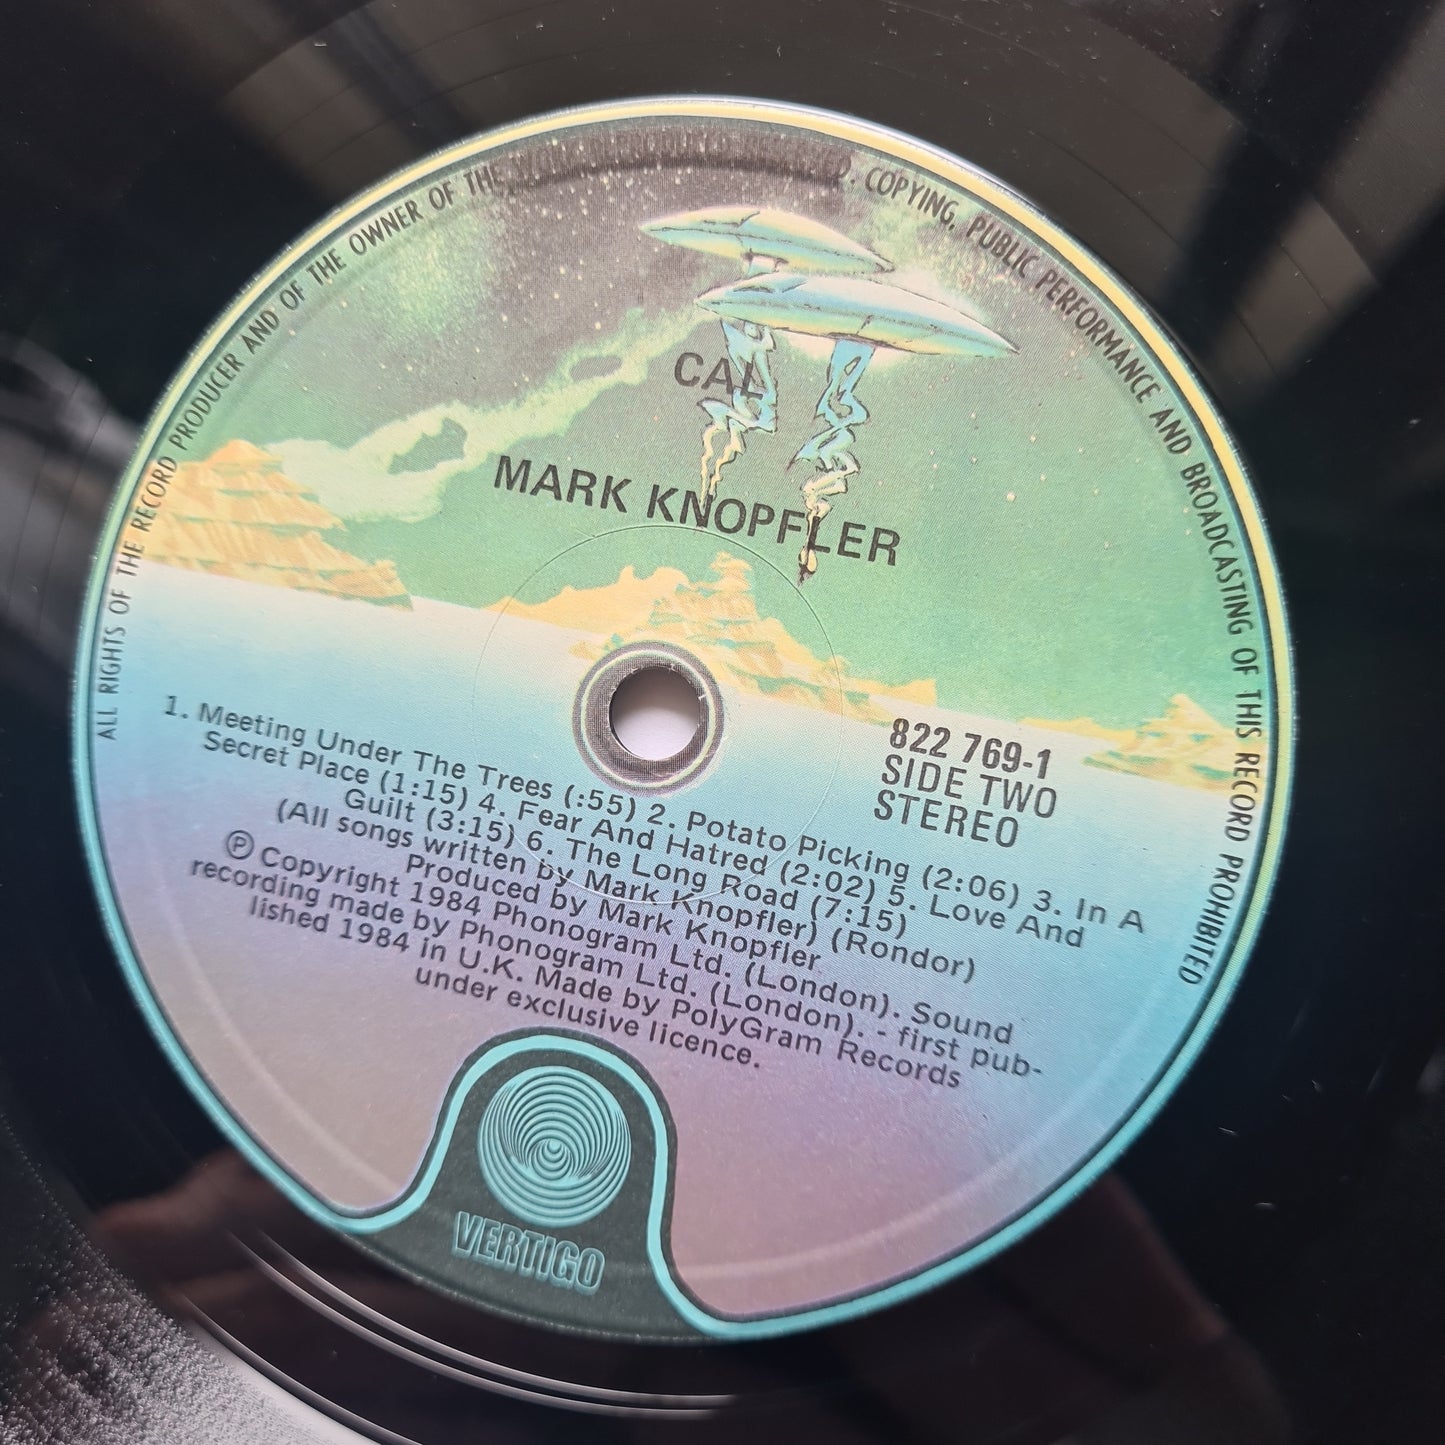 ALL RIGHTS OF THE RECORD PRODUCER AND OF THE OWNER OF THE WORK REPRODUCED RESERVED. COPYING, PUBLIC PERFORMANCE AND BROADCASTING OF THIS RECORD PROHIBITED
CAL
MARK KNOPFLER
822 769-1
SIDE TWO
STEREO
1. Meeting Under The Trees (:55) 2. Potato Picking (2:06) 3. In A
Secret Place (1:15) 4. Fear And Hatred (2:02) 5. Love And
Guilt (3:15) 6. The Long Road (7:15)
(All songs written by Mark Knopfler) (Rondor)
Produced by Mark Knopfler
℗ Copyright 1984 Phonogram Ltd. (London). Sound
recording made by Phonogram Ltd. (London). - first pub-
lished 1984 in U.K. Made by PolyGram Records
under exclusive licence.
VERTIGO